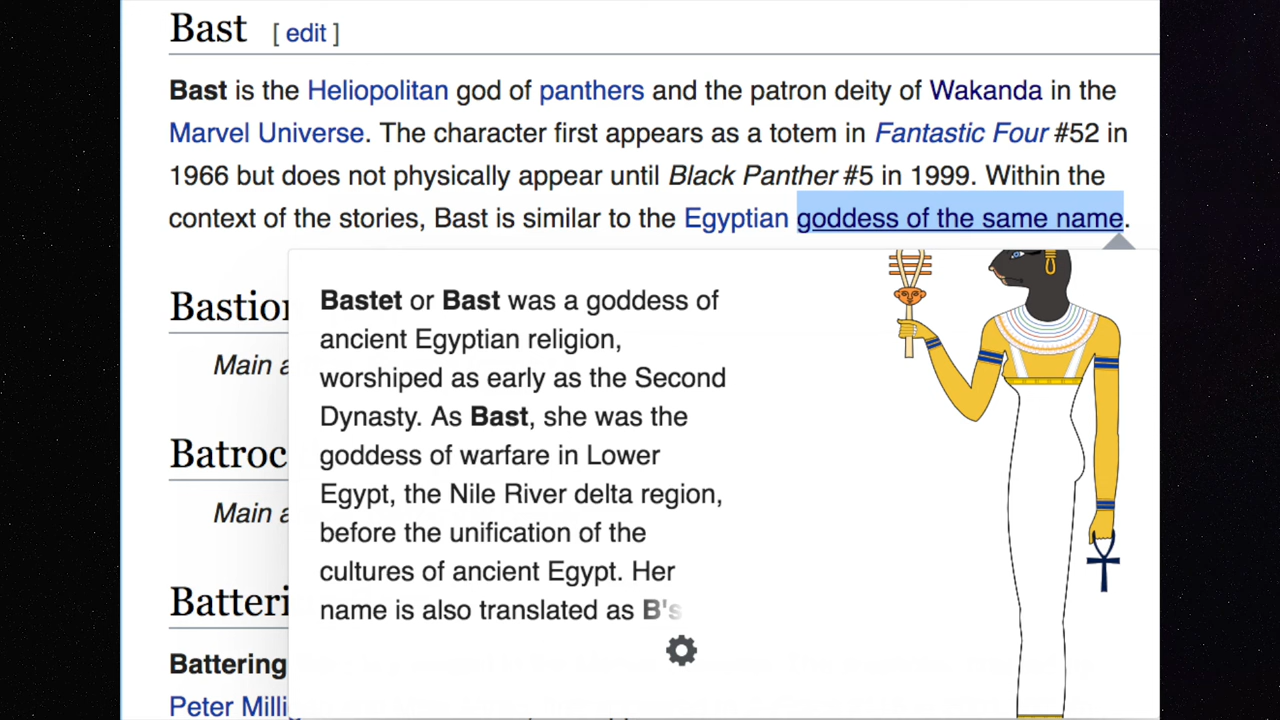 Bast [ edit ]
Bast is the Heliopolitan god of panthers and the patron deity of Wakanda in the
Marvel Universe. The character first appears as a totem in Fantastic Four #52 in
1966 but does not physically appear until Black Panther #5 in 1999. Within the
context of the stories, Bast is similar to the Egyptian goddess of the same name.
Bastet or Bast was a goddess of
ancient Egyptian religion,
worshiped as early as the Second
Dynasty. As Bast, she was the
goddess of warfare in Lower
Egypt, the Nile River delta region,
before the unification of the
cultures of ancient Egypt. Her
name is also translated as B's
Bastion
Main a
Batroc
Main a
Batteri
Battering
Peter Milli